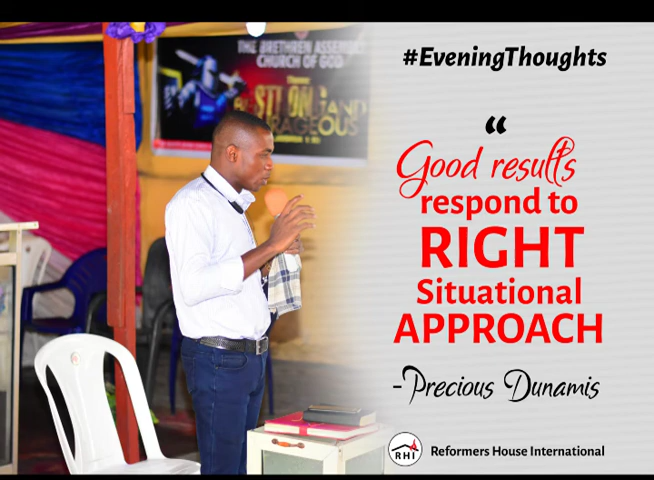 THE BRETHREN ASSEMBLY
CHURCH OF GOD
STRONG AND
#EveningThoughts
“
Good results
respond to
RIGHT
Situational
APPROACH
-Precious Dunamis
RHI
Reformers House International